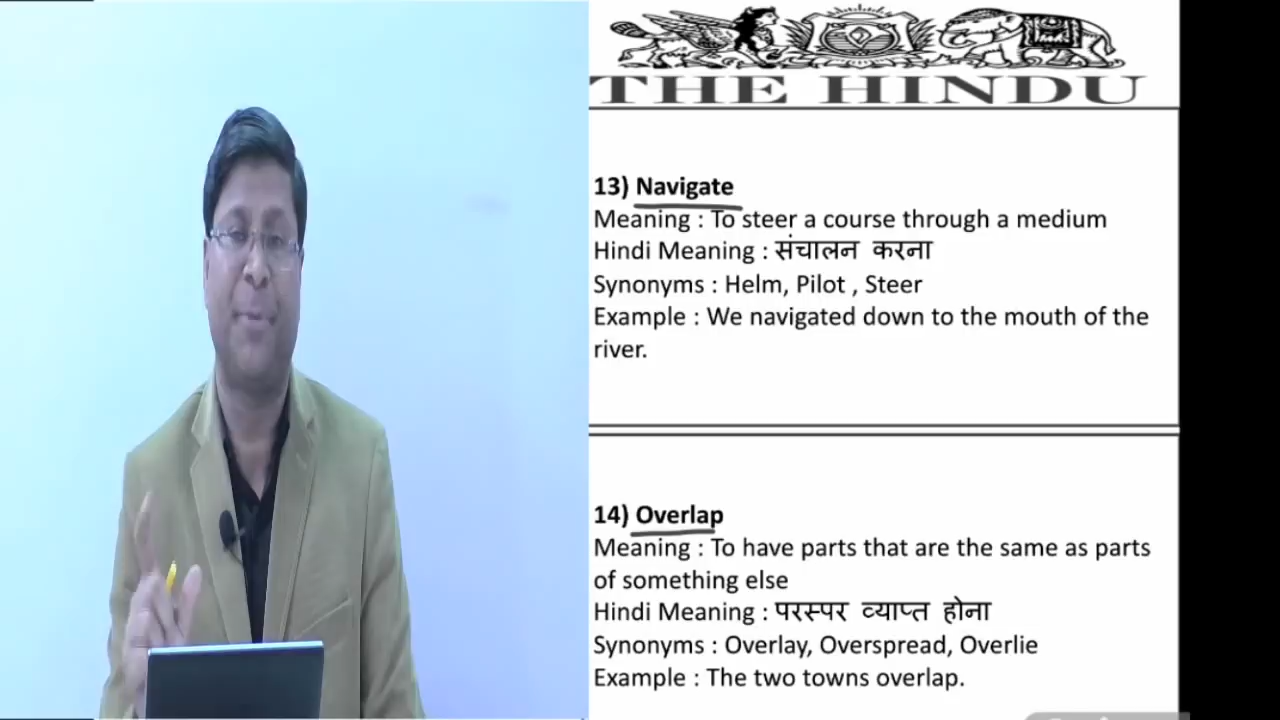 THE HINDU
13) Navigate
Meaning : To steer a course through a medium
Hindi Meaning : संचालन करना
Synonyms : Helm, Pilot , Steer
Example : We navigated down to the mouth of the
river.
14) Overlap
Meaning : To have parts that are the same as parts
of something else
Hindi Meaning : परस्पर व्याप्त होना
Synonyms : Overlay, Overspread, Overlie
Example : The two towns overlap.